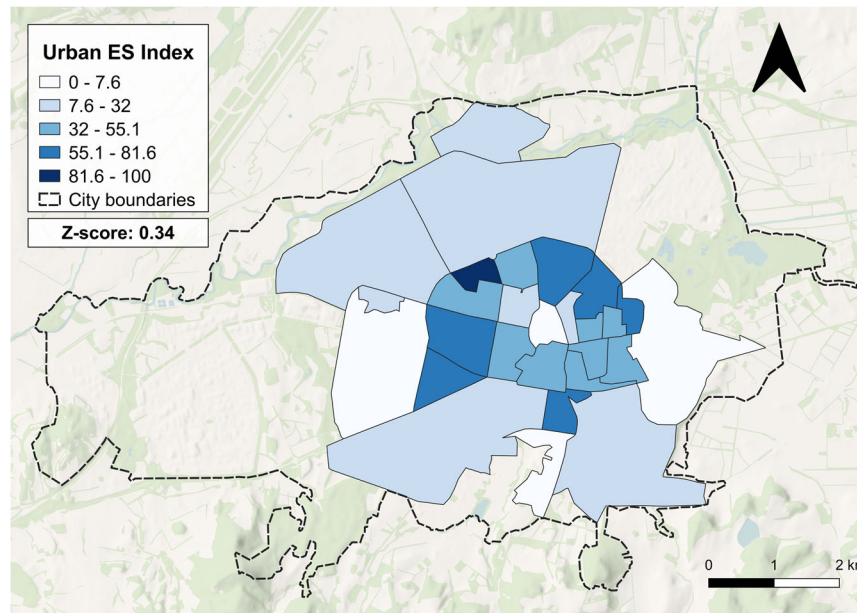 Urban ES Index
0 - 7.6
7.6 - 32
32 - 55.1
55.1 - 81.6
81.6 - 100
City boundaries
Z-score: 0.34
0 1 2 km